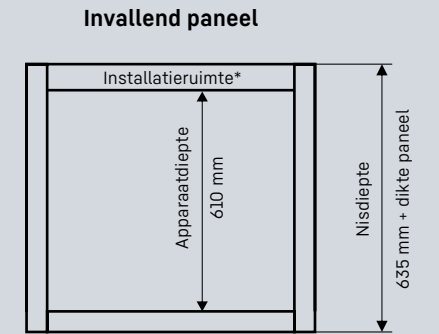 Invallend paneel
Installatieruimte*
Apparaatdiepte
610 mm
Nisdiepte
635 mm + dikte paneel